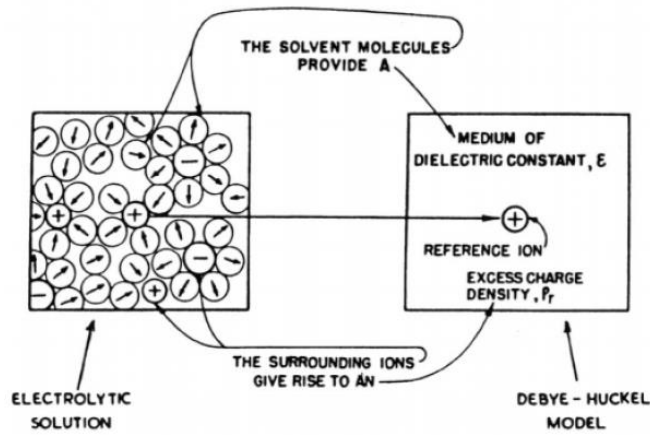 THE SOLVENT MOLECULES
PROVIDE A
MEDIUM OF
DIELECTRIC CONSTANT, ε
REFERENCE ION
EXCESS CHARGE
DENSITY, ρr
THE SURROUNDING IONS
GIVE RISE TO AN
ELECTROLYTIC
SOLUTION
DEBYE - HUCKEL
MODEL